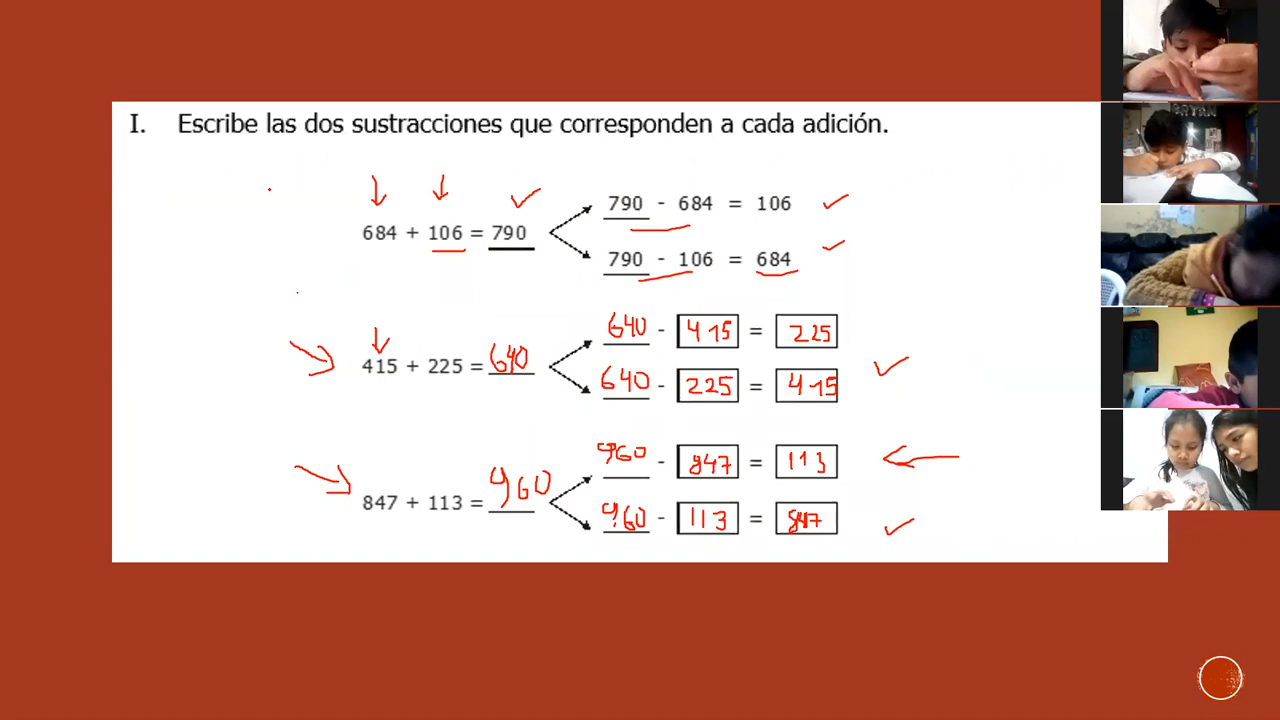 I. Escribe las dos sustracciones que corresponden a cada adición.
684 + 106 = 790
790 - 684 = 106
790 - 106 = 684
415 + 225 = 640
640 - 415 = 225
640 - 225 = 415
847 + 113 = 960
960 - 847 = 113
960 - 113 = 847
BRYAN